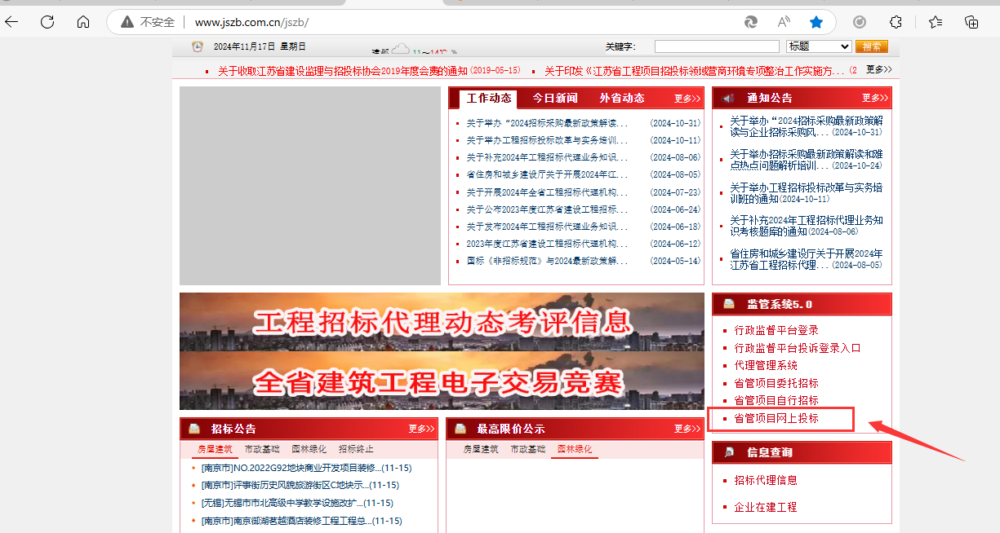 不安全 www.jszb.com.cn/jszb/
2024年11月17日 星期日
11~14℃
关键字:
标题
搜索
关于收取江苏省建设监理与招投标协会2019年度会费的通知(2019-05-15)
关于印发《江苏省工程项目招投标领域营商环境专项整治工作实施方...(2
更多>>
工作动态 今日新闻 外省动态 更多>>
关于举办“2024招标采购最新政策解读... (2024-10-31)
关于举办工程招标投标改革与实务培训... (2024-10-11)
关于补充2024年工程招标代理业务知识... (2024-08-06)
省住房和城乡建设厅关于开展2024年江... (2024-08-05)
关于开展2024年全省工程招标代理机构... (2024-07-23)
关于公布2023年度江苏省建设工程招标... (2024-06-24)
关于发布2024年工程招标代理业务知识... (2024-06-18)
2023年度江苏省建设工程招标代理机构... (2024-06-12)
国标《非招标规范》与2024最新政策解... (2024-05-14)
通知公告 更多>>
关于举办“2024招标采购最新政策解
读与企业招标采购风...(2024-10-31)
关于举办招标采购最新政策解读和难
点热点问题解析培训...(2024-10-24)
关于举办工程招标投标改革与实务培
训班的通知(2024-10-11)
关于补充2024年工程招标代理业务知
识考核题库的通知(2024-08-06)
省住房和城乡建设厅关于开展2024年
江苏省工程招标代理...(2024-08-05)
工程招标代理动态考评信息
全省建筑工程电子交易竞赛
监管系统5.0
行政监督平台登录
行政监督平台投诉登录入口
代理管理系统
省管项目委托招标
省管项目自行招标
省管项目网上投标
招标公告 更多>>
房屋建筑 市政基础 园林绿化 招标终止
[南京市]NO.2022G92地块商业开发项目装修...(11-15)
[南京市]评事街历史风貌旅游街区C地块示...(11-15)
[无锡]无锡市市北高级中学教学设施改扩...(11-15)
[南京市]南京御湖茗越酒店装修工程工程总...(11-15)
最高限价公示 更多>>
房屋建筑 市政基础 园林绿化
信息查询
招标代理信息
企业在建工程